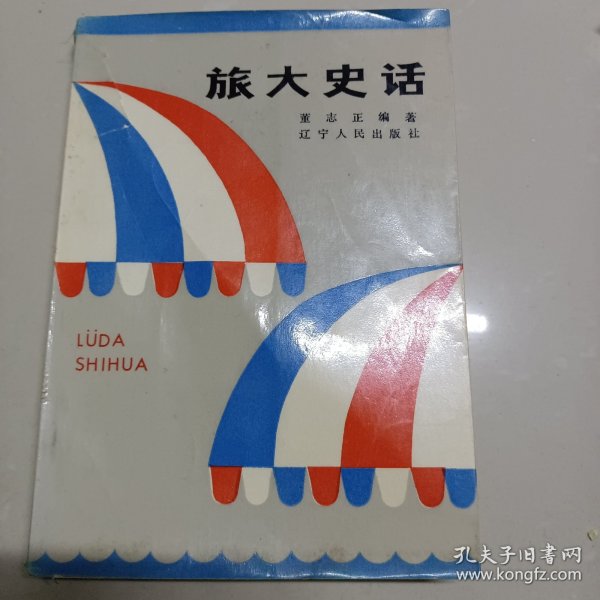 旅大史话
董志正编著
辽宁人民出版社
LÜDA
SHIHUA
孔夫子旧书网
www.kongfz.com